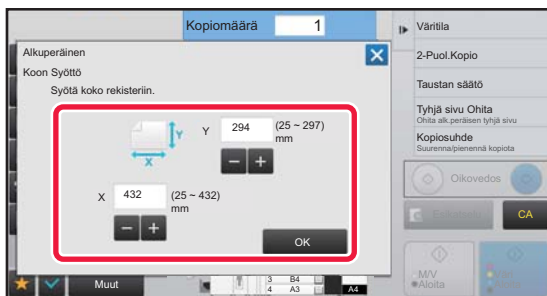 Kopiomäärä 1
Alkuperäinen
Koon Syöttö
Syötä koko rekisteriin.
Y
X
Y 294 (25 ~ 297)
mm
X 432 (25 ~ 432)
mm
OK
Väritila
2-Puol.Kopio
Taustan säätö
Tyhjä sivu Ohita
Ohita alk.peräisen tyhjä sivu
Kopiosuhde
Suurenna/pienennä kopiota
Oikovedos
CA
Muut
3 B4
4 A3
A4
M/V
Aloita